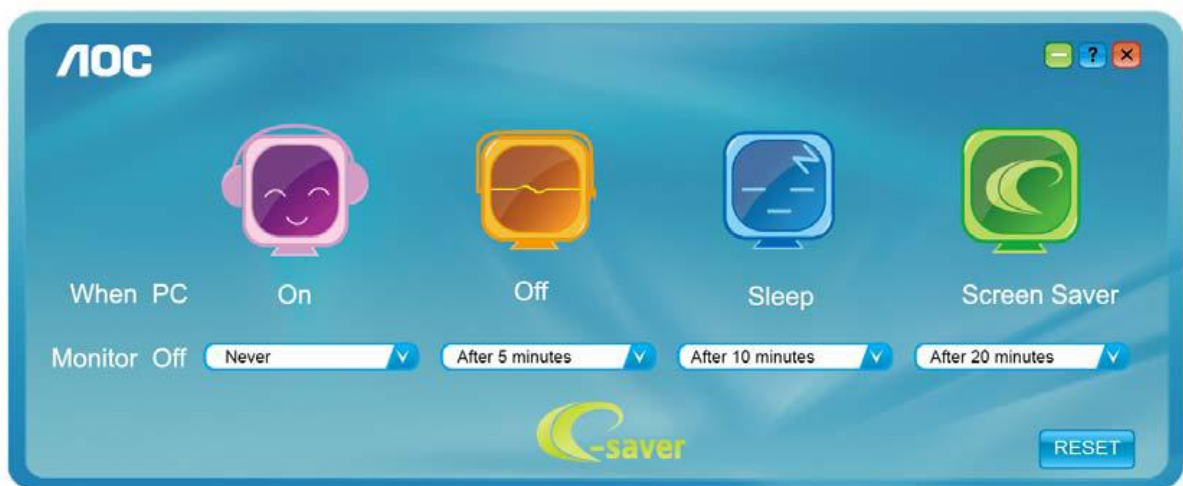 AOC
?
When PC On Off Sleep Screen Saver
Monitor Off Never After 5 minutes After 10 minutes After 20 minutes
e-saver
RESET